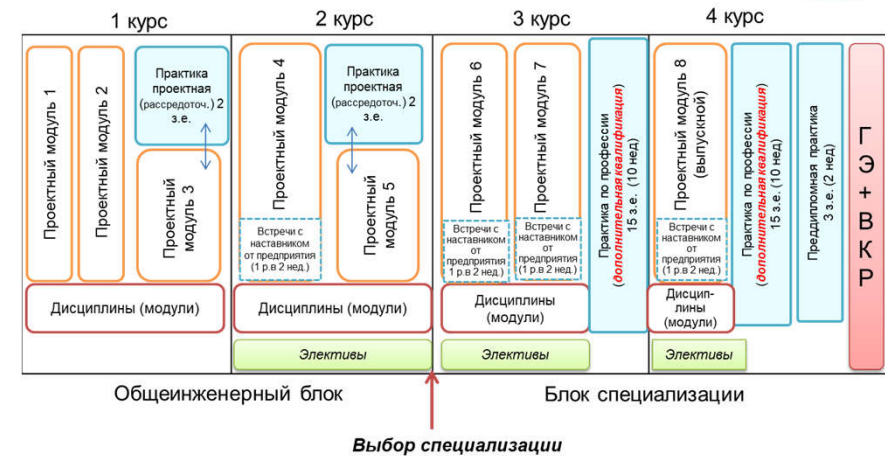 1 курс
2 курс
3 курс
4 курс
Проектный модуль 1
Проектный модуль 2
Практика
проектная
(рассредоточ.) 2
з.е.
Проектный
модуль 3
Дисциплины (модули)
Проектный модуль 4
Встречи с
наставником
от предприятия
(1 р.в 2 нед.)
Практика
проектная
(рассредоточ.) 2
з.е.
Проектный
модуль 5
Дисциплины (модули)
Элективы
Проектный модуль 6
Встречи с
наставником
от
предприятия
1 р.в 2 нед.)
Проектный модуль 7
Встречи с
наставником
от
предприятия
(1 р.в 2 нед.)
Дисциплины
(модули)
Элективы
Практика по профессии
(дополнительная квалификация)
15 з.е. (10 нед)
Проектный модуль 8
(выпускной)
Встречи с
наставником
от
предприятия
(1 р.в 2 нед.)
Дисцип-
лины
(модули)
Элективы
Практика по профессии
(дополнительная квалификация)
15 з.е. (10 нед)
Преддипломная практика
3 з.е. (2 нед)
Г
Э
+
В
К
Р
Общеинженерный блок
Блок специализации
Выбор специализации